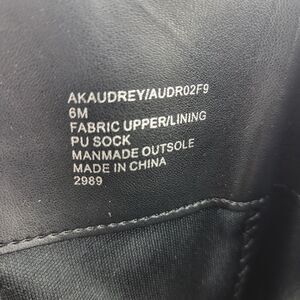 AKAUDREY/AUDR02F9
6M
FABRIC UPPER/LINING
PU SOCK
MANMADE OUTSOLE
MADE IN CHINA
2989